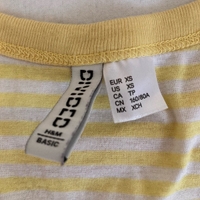 DIVIDED
H&M
BASIC
EUR XS
US XS
CA TP
CN 160/80A
MX XCH